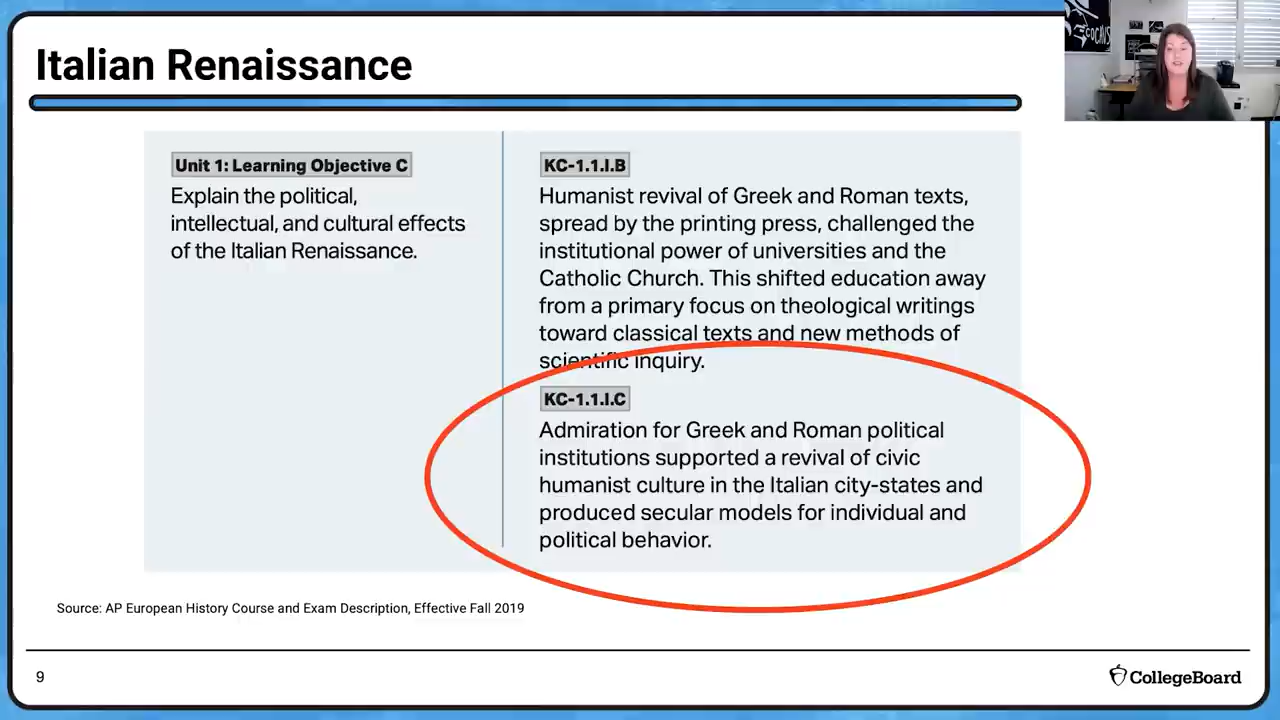 Italian Renaissance
Unit 1: Learning Objective C
Explain the political,
intellectual, and cultural effects
of the Italian Renaissance.
KC-1.1.I.B
Humanist revival of Greek and Roman texts,
spread by the printing press, challenged the
institutional power of universities and the
Catholic Church. This shifted education away
from a primary focus on theological writings
toward classical texts and new methods of
scientific inquiry.
KC-1.1.I.C
Admiration for Greek and Roman political
institutions supported a revival of civic
humanist culture in the Italian city-states and
produced secular models for individual and
political behavior.
Source: AP European History Course and Exam Description, Effective Fall 2019
9
CollegeBoard